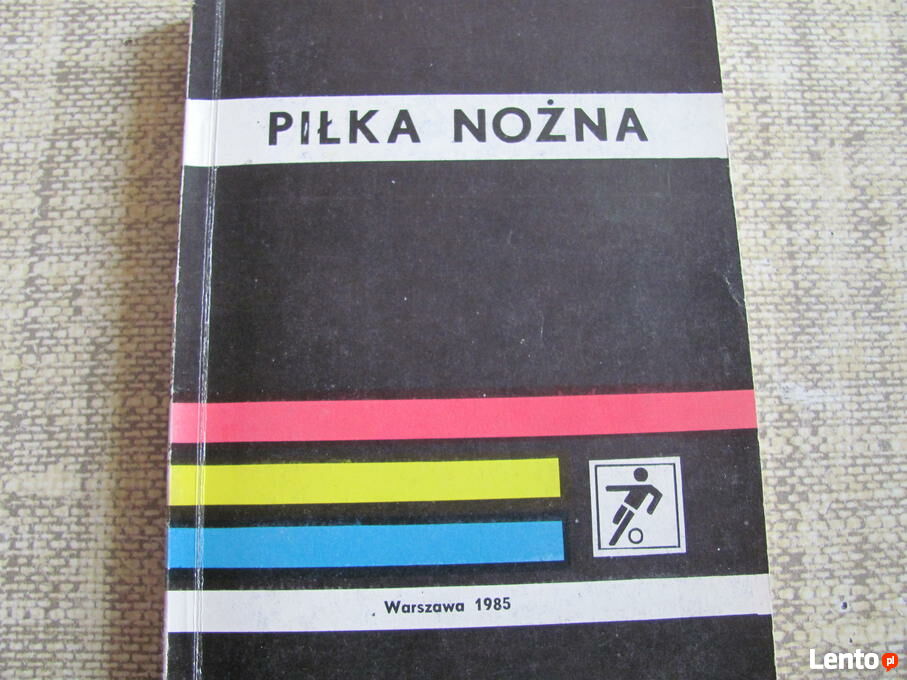 PIŁKA NOŻNA
Warszawa 1985
Lento pl